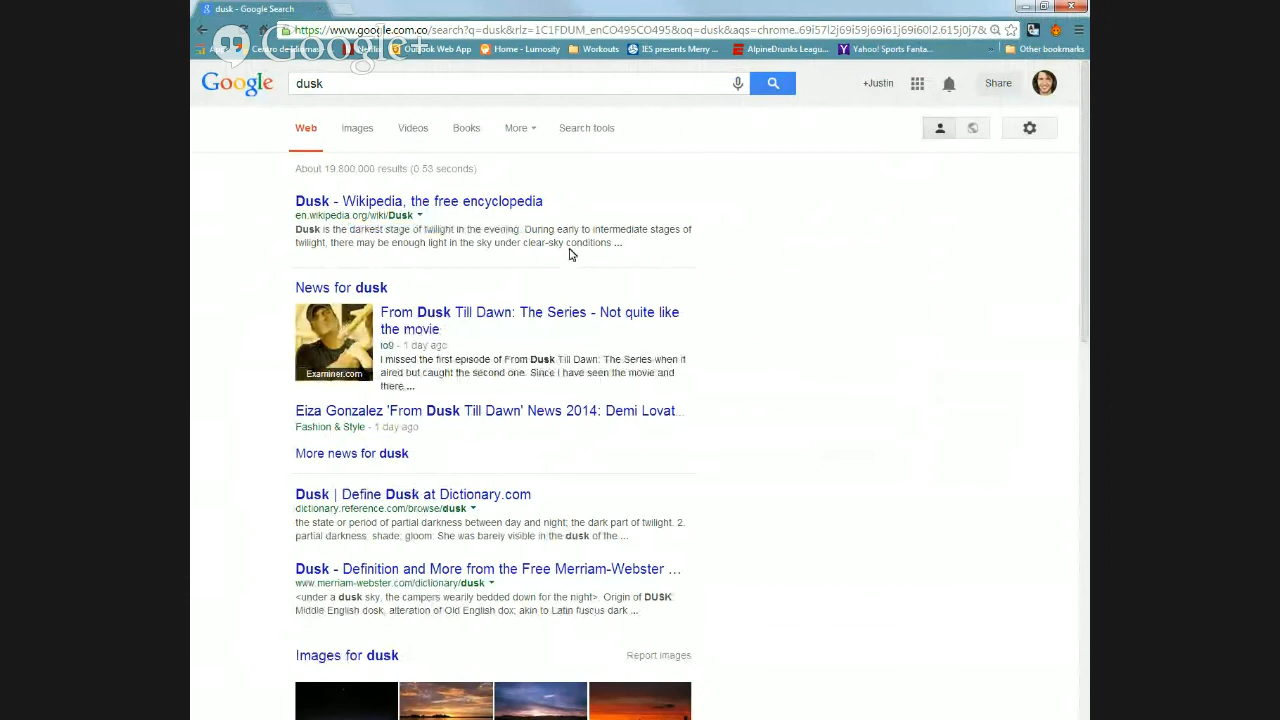 dusk - Google Search
https://www.google.com.co/search?q=dusk&rlz=1C1FDUM_enCO495CO495&oq=dusk&aqs=chrome..69i57l2j69i59j69i61j69i60l2.615j0j7&
Google+
Outlook Web App
Home - Lumosity
Workouts
IES presents Merry ...
AlpineDrunks Leagu...
Yahoo! Sports Fanta...
»
Other bookmarks
Google
dusk
+Justin
Share
Web
Images
Videos
Books
More
Search tools
About 19,800,000 results (0.53 seconds)
Dusk - Wikipedia, the free encyclopedia
en.wikipedia.org/wiki/Dusk
Dusk is the darkest stage of twilight in the evening. During early to intermediate stages of
twilight, there may be enough light in the sky under clear-sky conditions ...
News for dusk
From Dusk Till Dawn: The Series - Not quite like
the movie
io9 - 1 day ago
I missed the first episode of From Dusk Till Dawn: The Series when it
aired but caught the second one. Since I have seen the movie and
there ...
Examiner.com
Eiza Gonzalez 'From Dusk Till Dawn' News 2014: Demi Lovat...
Fashion & Style - 1 day ago
More news for dusk
Dusk | Define Dusk at Dictionary.com
dictionary.reference.com/browse/dusk
the state or period of partial darkness between day and night; the dark part of twilight. 2.
partial darkness; shade; gloom: She was barely visible in the dusk of the ...
Dusk - Definition and More from the Free Merriam-Webster ...
www.merriam-webster.com/dictionary/dusk
<under a dusk sky, the campers wearily bedded down for the night>. Origin of DUSK.
Middle English dosk, alteration of Old English dox; akin to Latin fuscus dark ...
Images for dusk
Report images